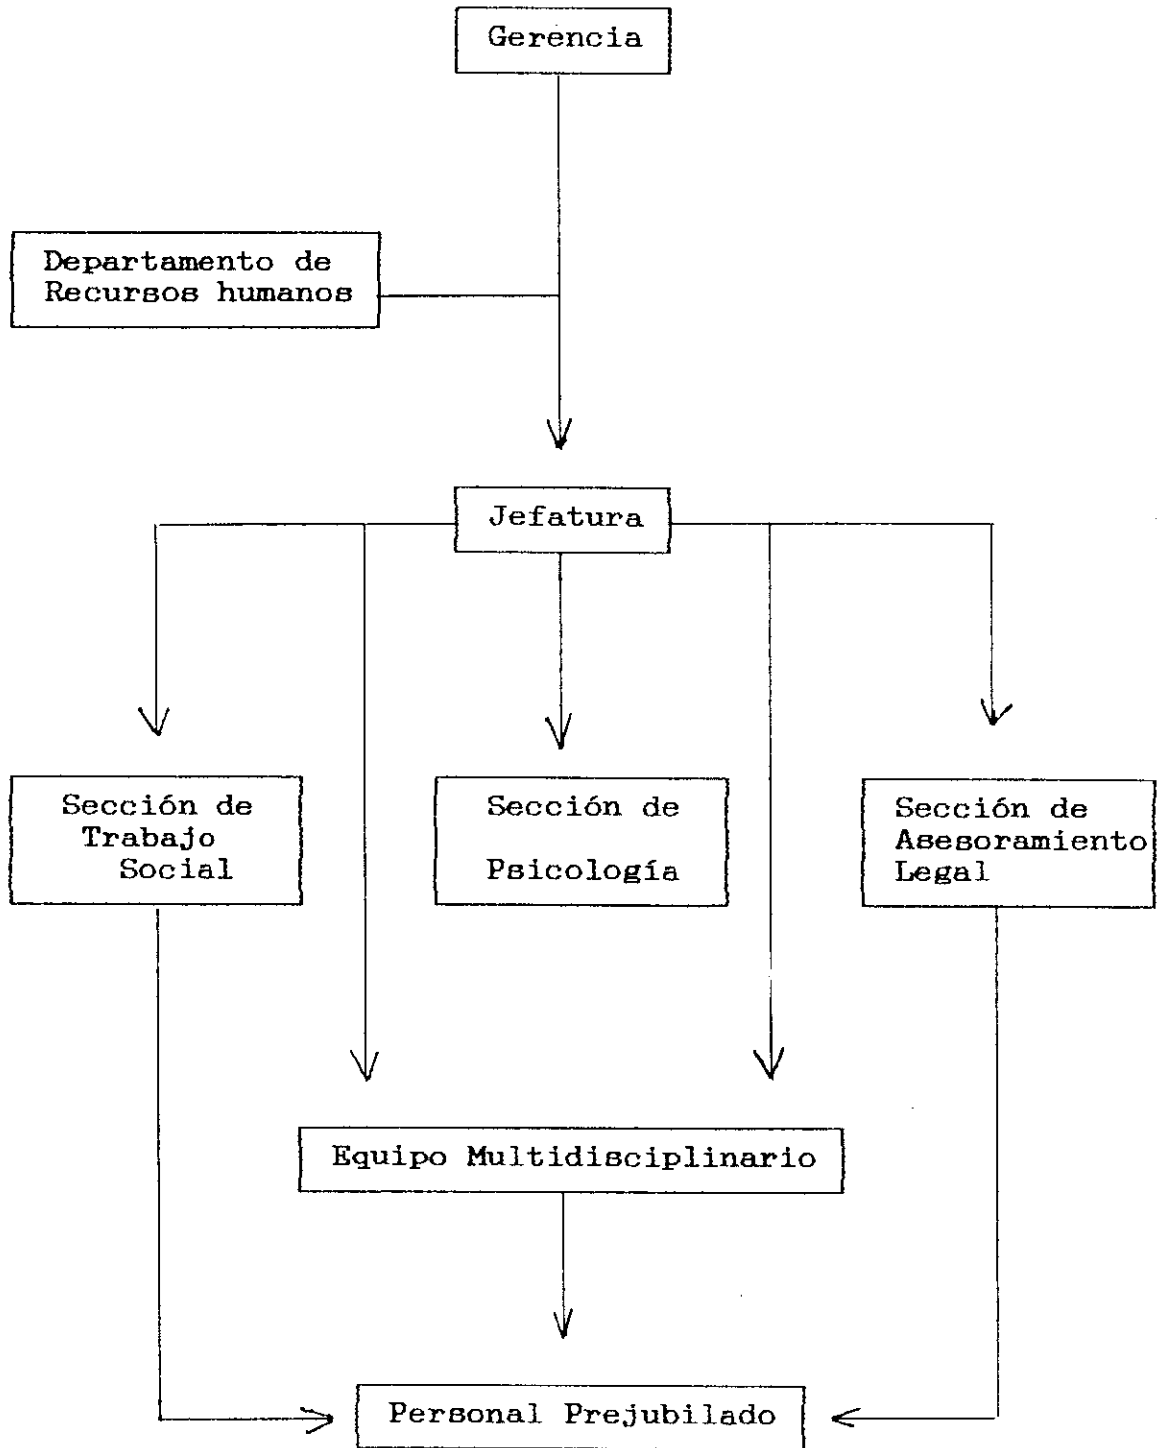 Gerencia
Departamento de
Recursos humanos
Jefatura
Sección de
Trabajo
Social
Sección de
Psicología
Sección de
Asesoramiento
Legal
Equipo Multidisciplinario
Personal Prejubilado